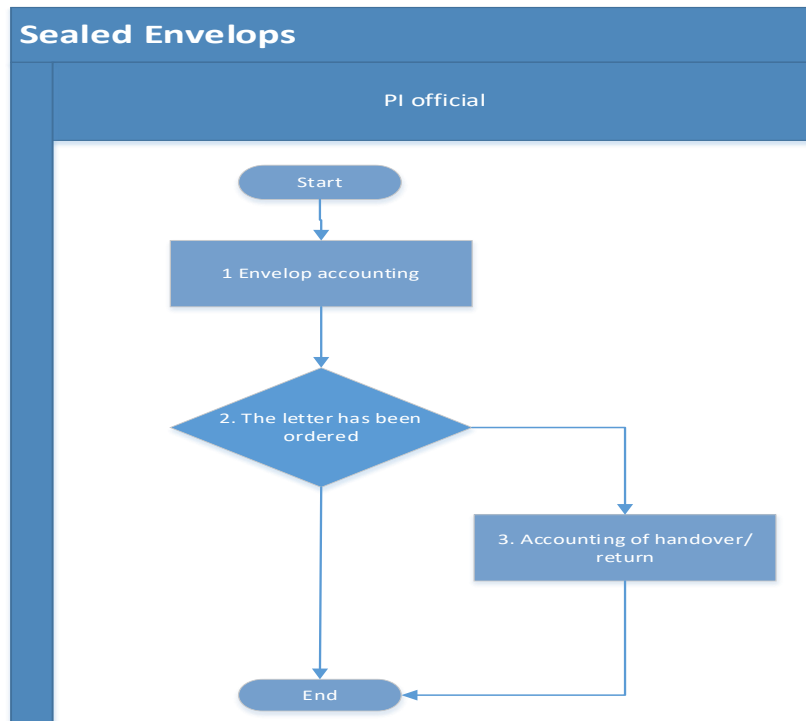 Sealed Envelops
PI official
Start
1 Envelop accounting
2. The letter has been
ordered
3. Accounting of handover/
return
End